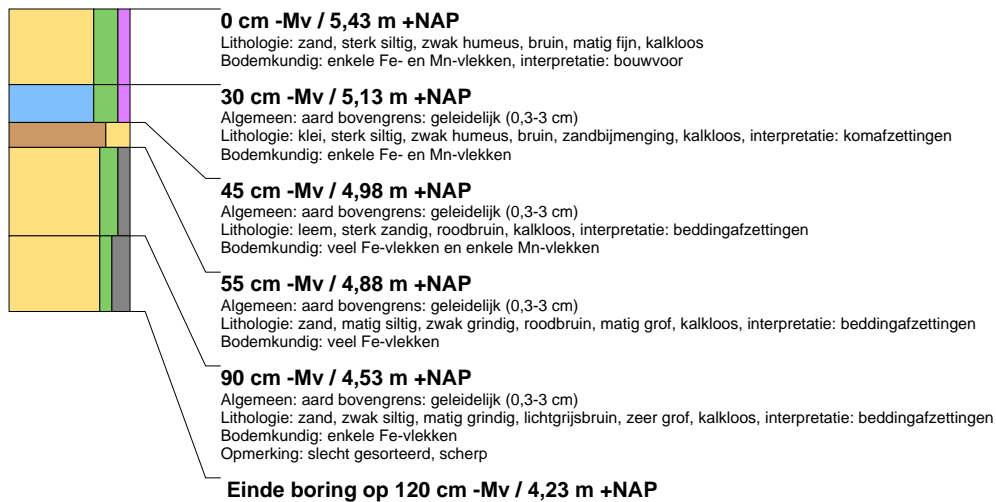 0 cm -Mv / 5,43 m +NAP
Lithologie: zand, sterk siltig, zwak humeus, bruin, matig fijn, kalkloos
Bodemkundig: enkele Fe- en Mn-vlekken, interpretatie: bouwvoor
30 cm -Mv / 5,13 m +NAP
Algemeen: aard bovengrens: geleidelijk (0,3-3 cm)
Lithologie: klei, sterk siltig, zwak humeus, bruin, zandbijmenging, kalkloos, interpretatie: komafzettingen
Bodemkundig: enkele Fe- en Mn-vlekken
45 cm -Mv / 4,98 m +NAP
Algemeen: aard bovengrens: geleidelijk (0,3-3 cm)
Lithologie: leem, sterk zandig, roodbruin, kalkloos, interpretatie: beddingafzettingen
Bodemkundig: veel Fe-vlekken en enkele Mn-vlekken
55 cm -Mv / 4,88 m +NAP
Algemeen: aard bovengrens: geleidelijk (0,3-3 cm)
Lithologie: zand, matig siltig, zwak grindig, roodbruin, matig grof, kalkloos, interpretatie: beddingafzettingen
Bodemkundig: veel Fe-vlekken
90 cm -Mv / 4,53 m +NAP
Algemeen: aard bovengrens: geleidelijk (0,3-3 cm)
Lithologie: zand, zwak siltig, matig grindig, lichtgrijsbruin, zeer grof, kalkloos, interpretatie: beddingafzettingen
Bodemkundig: enkele Fe-vlekken
Opmerking: slecht gesorteerd, scherp
Einde boring op 120 cm -Mv / 4,23 m +NAP